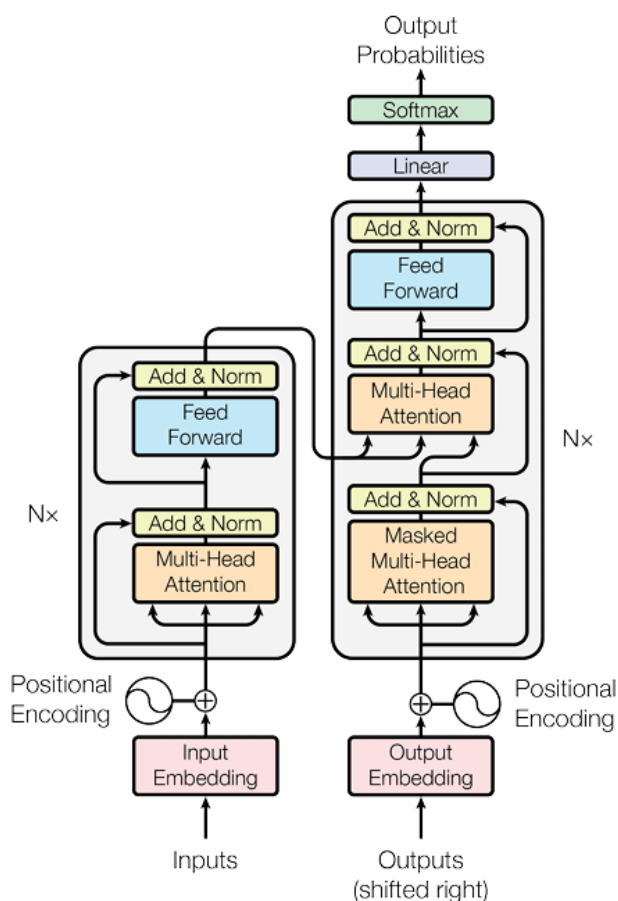 Output
Probabilities
Softmax
Linear
Add & Norm
Feed
Forward
Add & Norm
Multi-Head
Attention
Add & Norm
Feed
Forward
Nx
Nx
Add & Norm
Masked
Multi-Head
Attention
Add & Norm
Multi-Head
Attention
Positional
Encoding
Positional
Encoding
Input
Embedding
Output
Embedding
Inputs
Outputs
(shifted right)